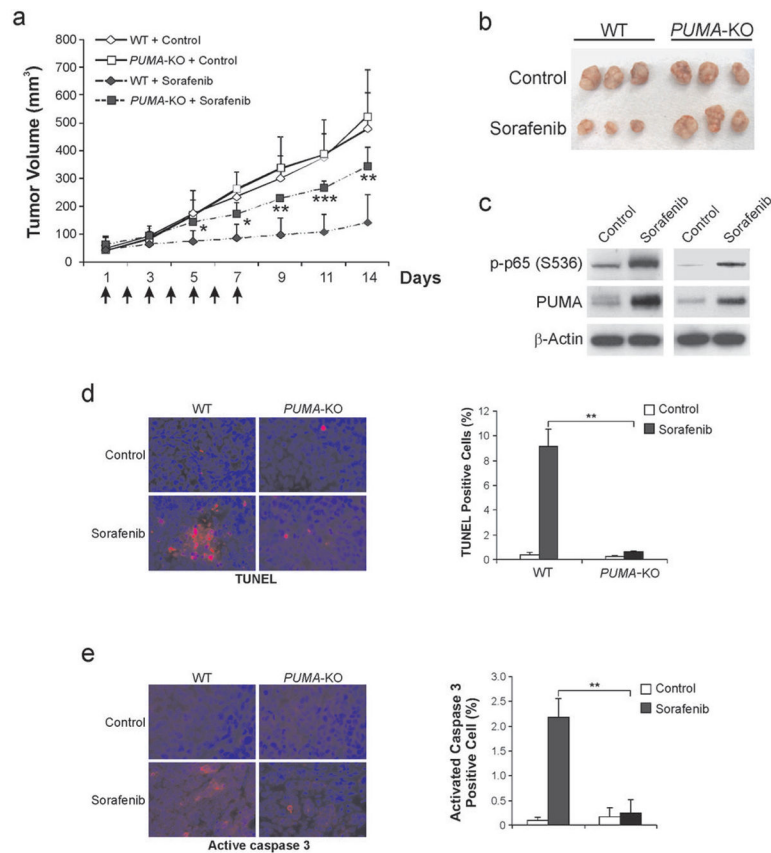 a
800
700
600
500
400
300
200
100
0
Tumor Volume (mm3)
WT + Control
PUMA-KO + Control
WT + Sorafenib
PUMA-KO + Sorafenib
*
*
**
***
**
1 3 5 7 9 11 14 Days
b
WT PUMA-KO
Control
Sorafenib
c
Control Sorafenib Control Sorafenib
p-p65 (S536)
PUMA
β-Actin
d
WT PUMA-KO
Control
Sorafenib
TUNEL
TUNEL Positive Cells (%)
12
10
8
6
4
2
0
Control
Sorafenib
**
WT PUMA-KO
e
WT PUMA-KO
Control
Sorafenib
Active caspase 3
Activated Caspase 3
Positive Cell (%)
3.0
2.5
2.0
1.5
1.0
0.5
0.0
Control
Sorafenib
**
WT PUMA-KO